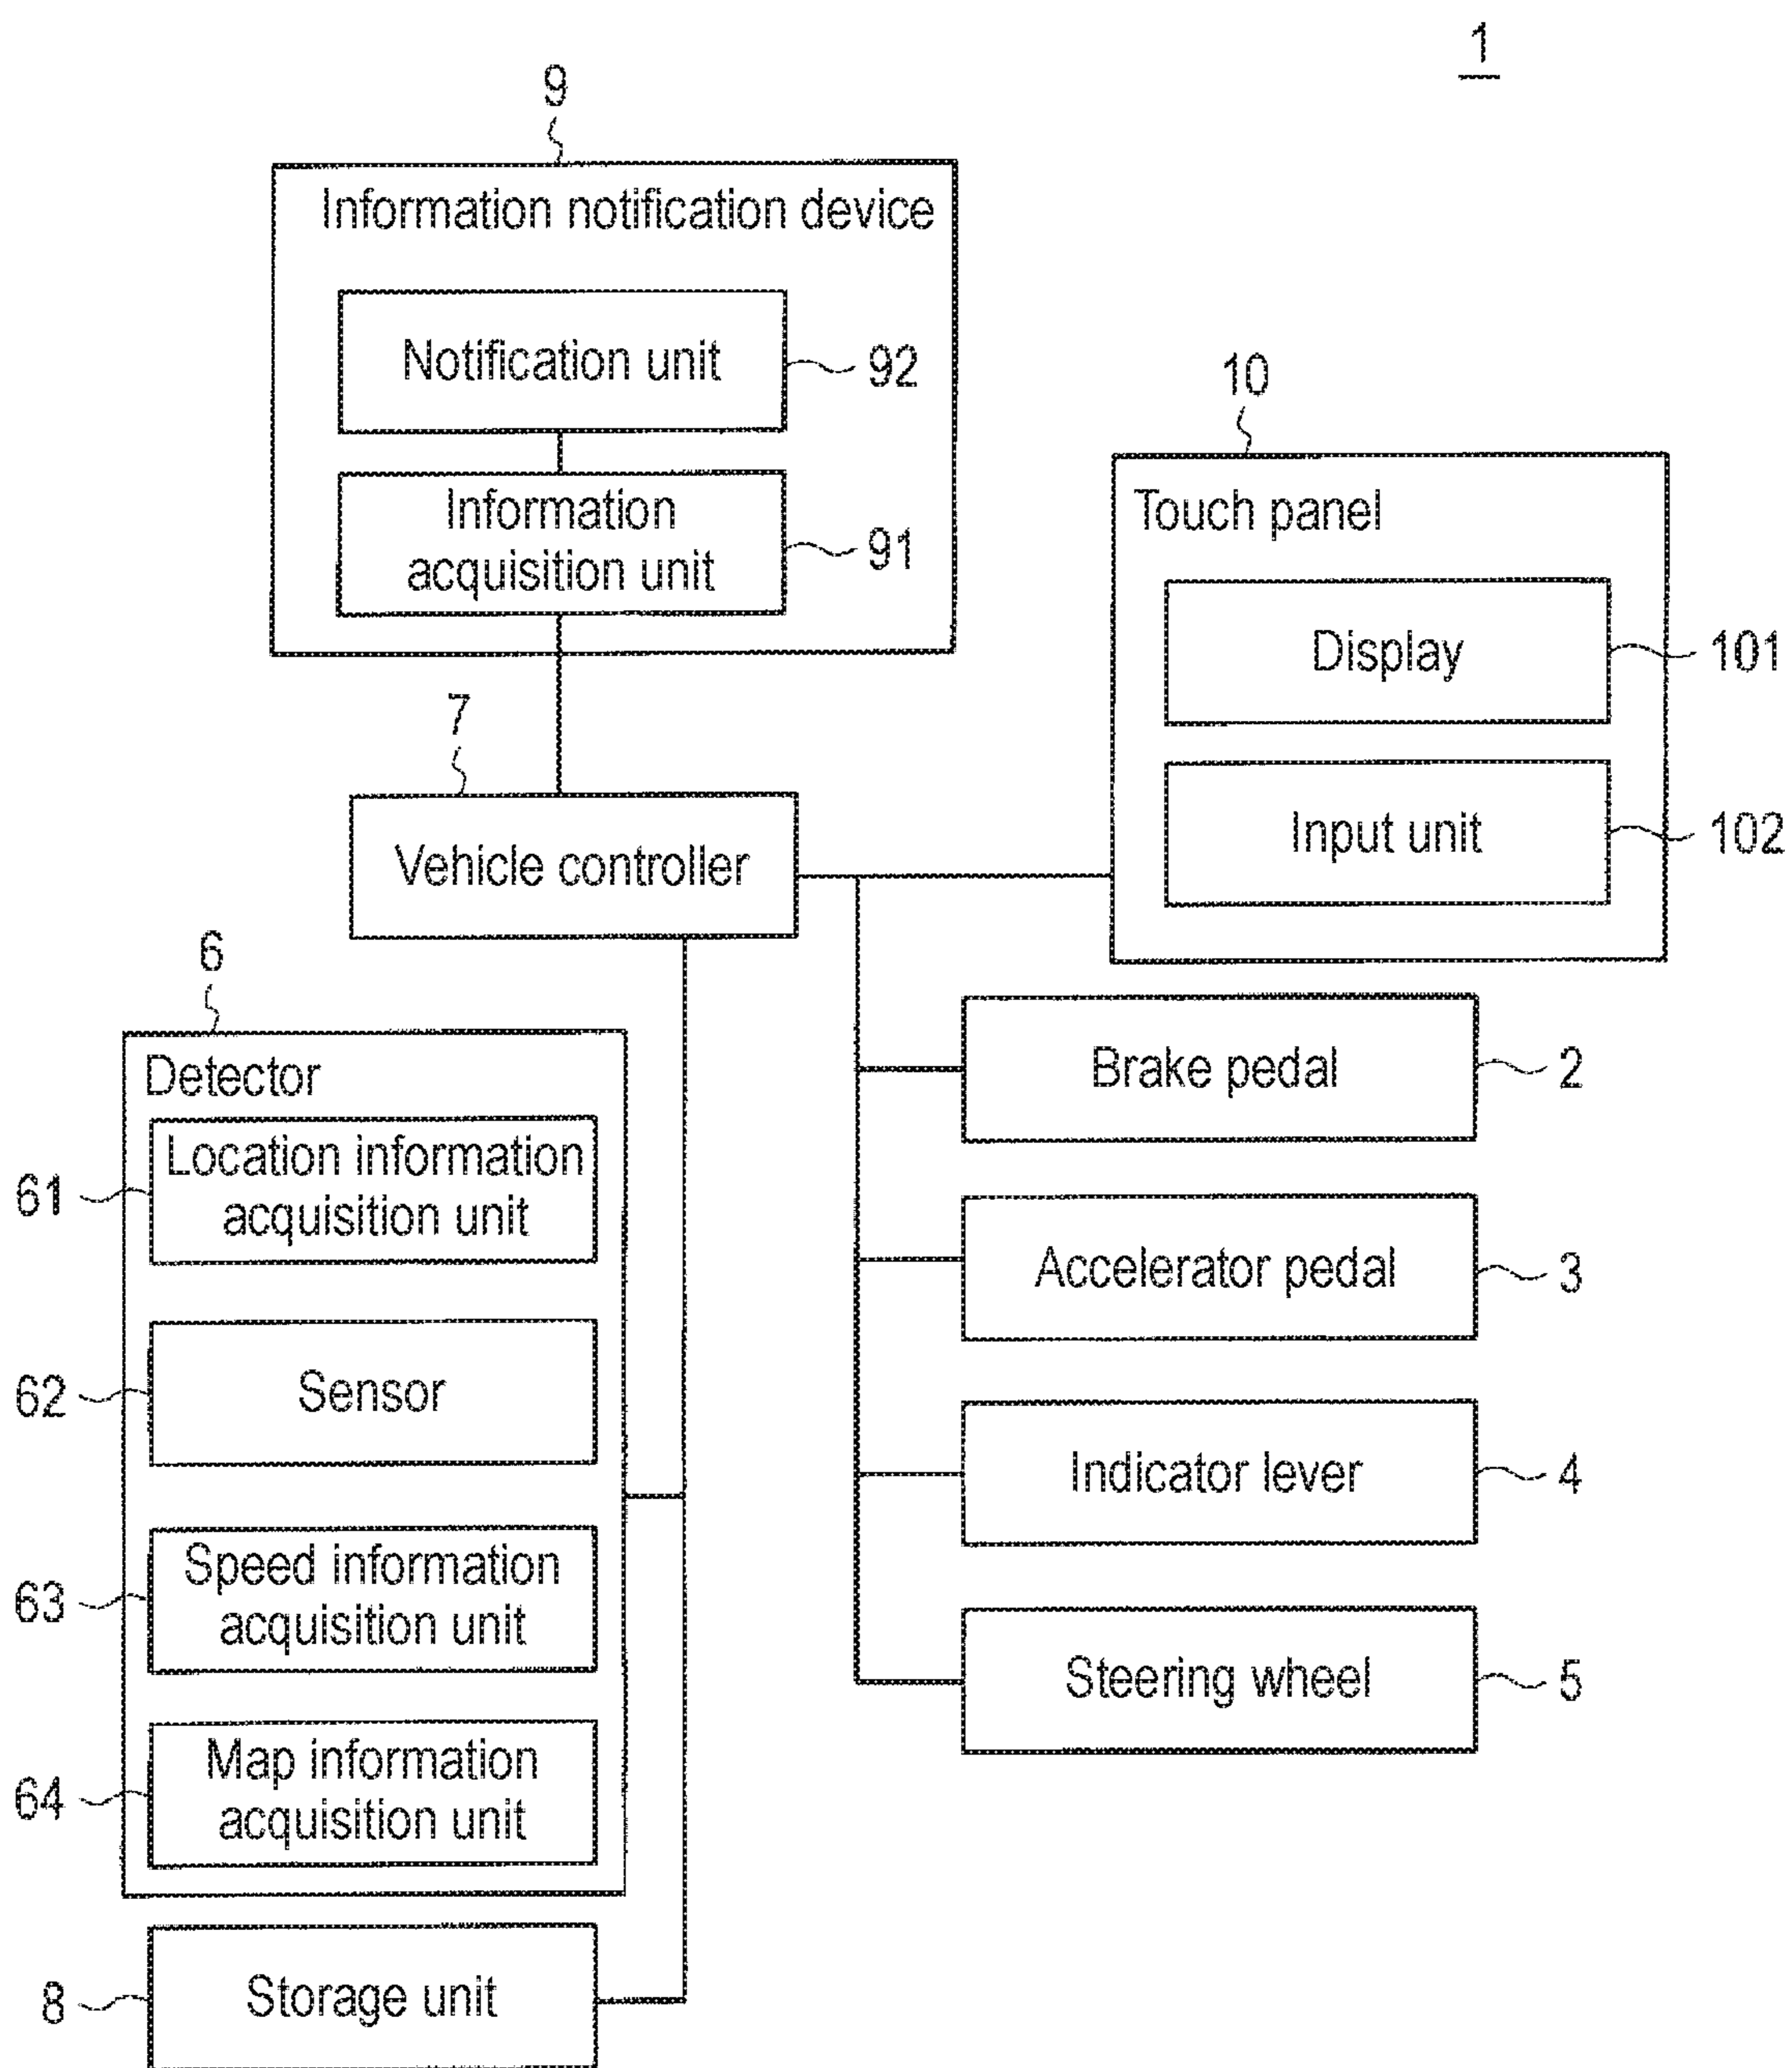 1
9
Information notification device
Notification unit
92
Information
acquisition unit
91
10
Touch panel
Display
101
Input unit
102
7
Vehicle controller
6
Detector
Location information
acquisition unit
61
Sensor
62
Speed information
acquisition unit
63
Map information
acquisition unit
64
Storage unit
8
Brake pedal
2
Accelerator pedal
3
Indicator lever
4
Steering wheel
5